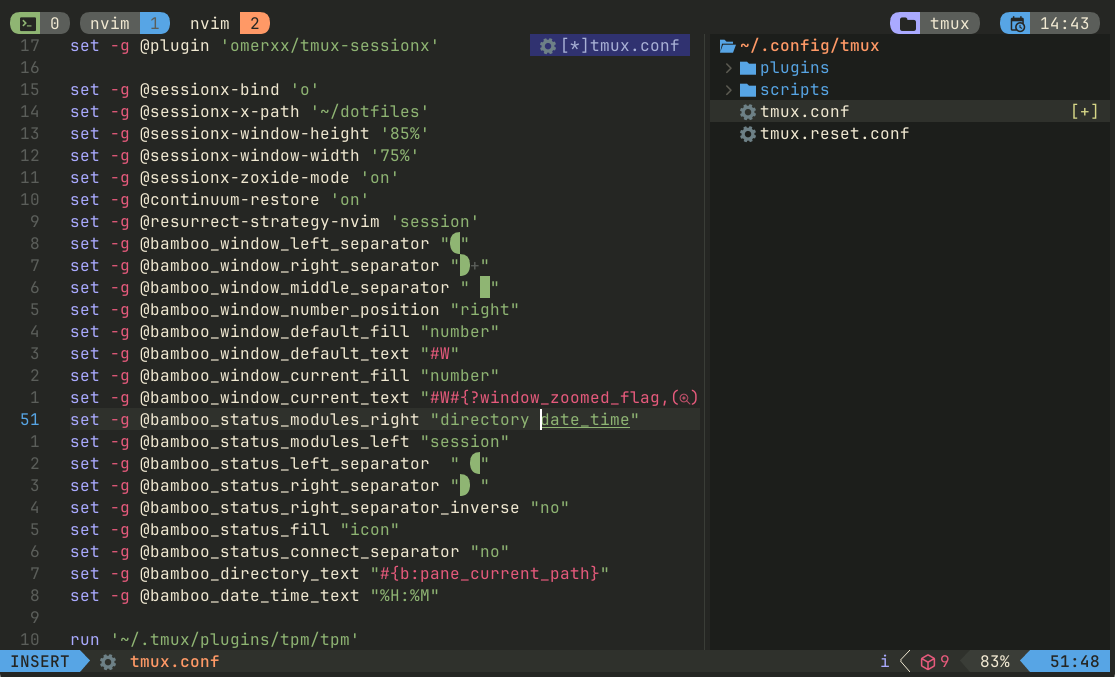 0 nvim 1 nvim 2 tmux 14:43
17 set -g @plugin 'omerxx/tmux-sessionx' [*]tmux.conf
16
15 set -g @sessionx-bind 'o'
14 set -g @sessionx-x-path '~/dotfiles'
13 set -g @sessionx-window-height '85%'
12 set -g @sessionx-window-width '75%'
11 set -g @sessionx-zoxide-mode 'on'
10 set -g @continuum-restore 'on'
9 set -g @resurrect-strategy-nvim 'session'
8 set -g @bamboo_window_left_separator ""
7 set -g @bamboo_window_right_separator "+"
6 set -g @bamboo_window_middle_separator " █"
5 set -g @bamboo_window_number_position "right"
4 set -g @bamboo_window_default_fill "number"
3 set -g @bamboo_window_default_text "#W"
2 set -g @bamboo_window_current_fill "number"
1 set -g @bamboo_window_current_text "#W#{?window_zoomed_flag,()
51 set -g @bamboo_status_modules_right "directory date_time"
1 set -g @bamboo_status_modules_left "session"
2 set -g @bamboo_status_left_separator " "
3 set -g @bamboo_status_right_separator " "
4 set -g @bamboo_status_right_separator_inverse "no"
5 set -g @bamboo_status_fill "icon"
6 set -g @bamboo_status_connect_separator "no"
7 set -g @bamboo_directory_text "#{b:pane_current_path}"
8 set -g @bamboo_date_time_text "%H:%M"
9
10 run '~/.tmux/plugins/tpm/tpm'
~/.config/tmux
> plugins
> scripts
tmux.conf [+]
tmux.reset.conf
INSERT tmux.conf i 9 83% 51:48